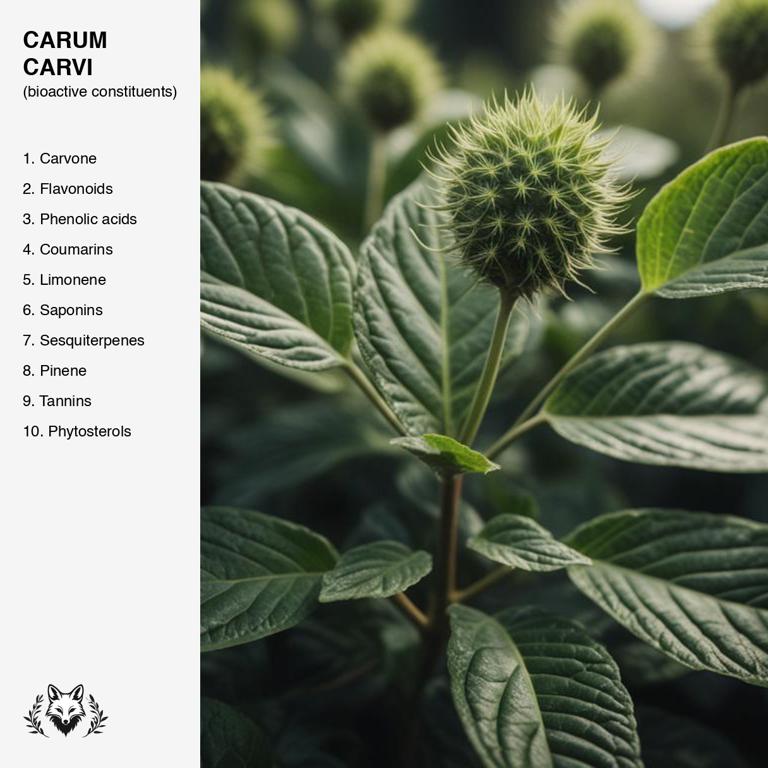 CARUM
CARVI
(bioactive constituents)
1. Carvone
2. Flavonoids
3. Phenolic acids
4. Coumarins
5. Limonene
6. Saponins
7. Sesquiterpenes
8. Pinene
9. Tannins
10. Phytosterols